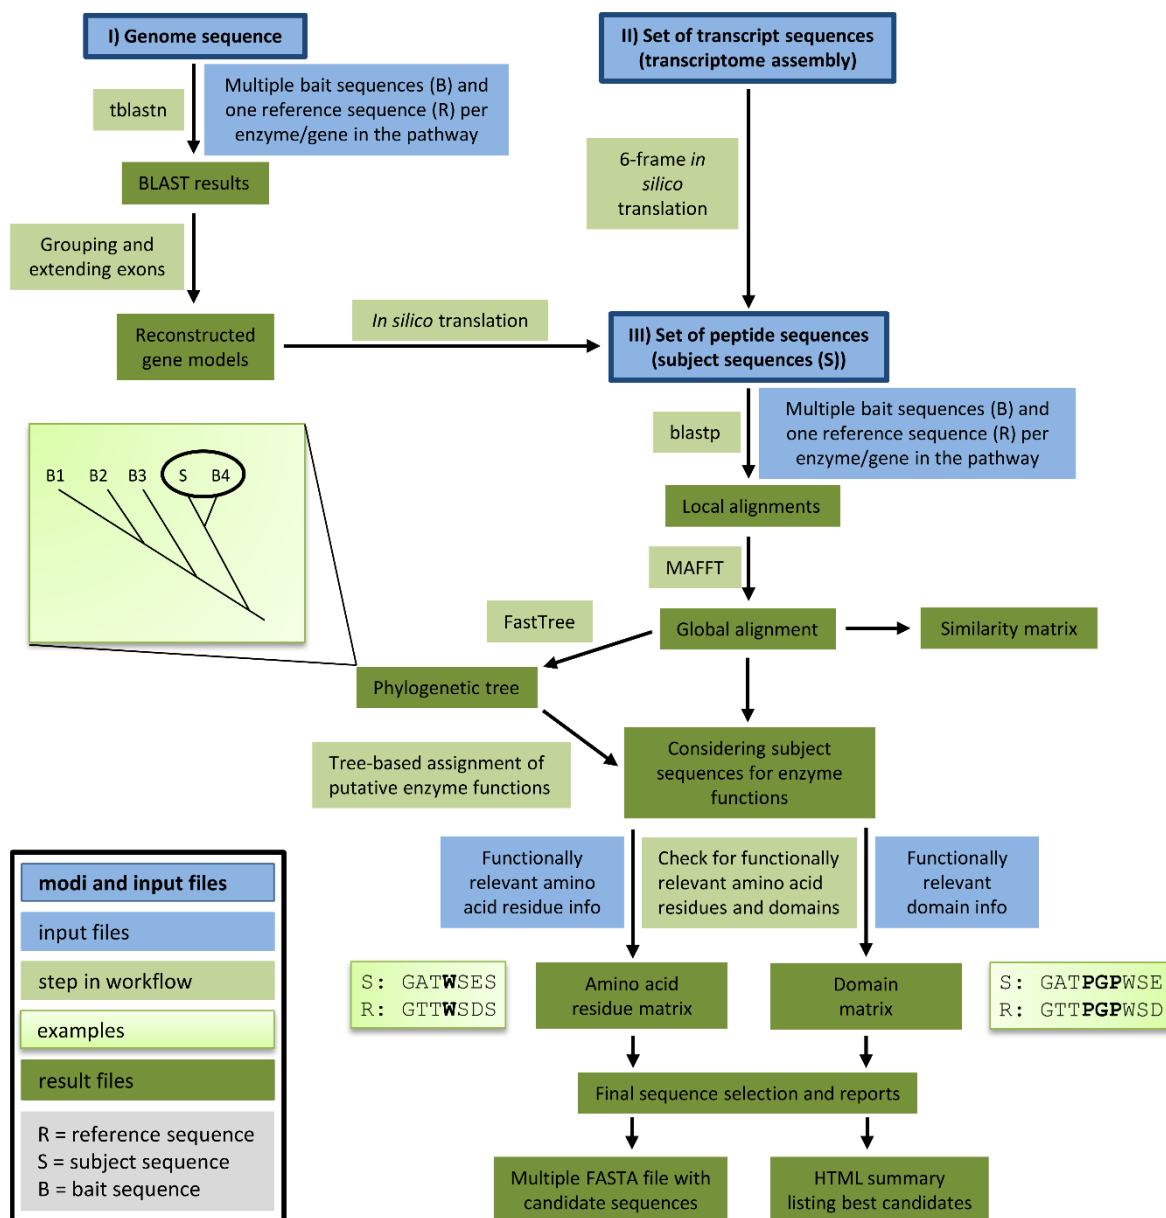 I) Genome sequence
II) Set of transcript sequences
(transcriptome assembly)
tblastn
Multiple bait sequences (B) and
one reference sequence (R) per
enzyme/gene in the pathway
BLAST results
6-frame in
silico
translation
Grouping and
extending exons
Reconstructed
gene models
In silico translation
III) Set of peptide sequences
(subject sequences (S))
blastp
Multiple bait sequences (B) and
one reference sequence (R) per
enzyme/gene in the pathway
B1 B2 B3 S B4
Local alignments
MAFFT
FastTree
Global alignment
Similarity matrix
Phylogenetic tree
Tree-based assignment of
putative enzyme functions
Considering subject
sequences for enzyme
functions
Functionally
relevant amino
acid residue info
Check for functionally
relevant amino acid
residues and domains
Functionally
relevant
domain info
S: GATWSES
R: GTTWSDS
Amino acid
residue matrix
Domain
matrix
S: GATPGPWSE
R: GTTPGPWSD
Final sequence selection and reports
Multiple FASTA file with
candidate sequences
HTML summary
listing best candidates
modi and input files
input files
step in workflow
examples
result files
R = reference sequence
S = subject sequence
B = bait sequence